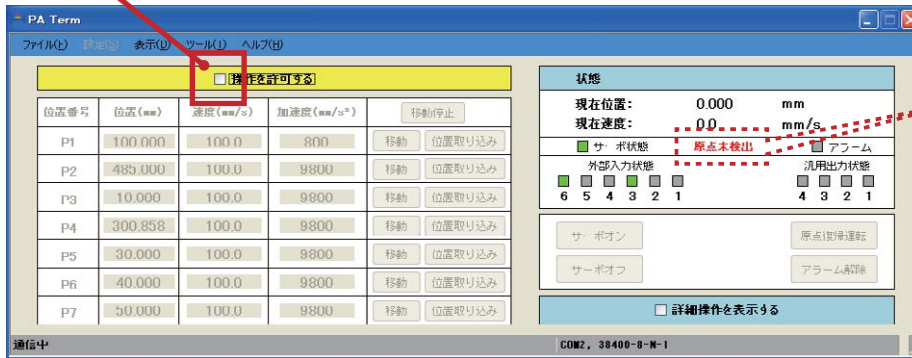 PA Term
ファイル(F) 設定(S) 表示(D) ツール(T) ヘルプ(H)
操作を許可する
位置番号 位置(mm) 速度(mm/s) 加速度(mm/s²) 移動停止
P1 100.000 100.0 800 移動 位置取り込み
P2 485.000 100.0 9800 移動 位置取り込み
P3 10.000 100.0 9800 移動 位置取り込み
P4 300.858 100.0 9800 移動 位置取り込み
P5 30.000 100.0 9800 移動 位置取り込み
P6 40.000 100.0 9800 移動 位置取り込み
P7 50.000 100.0 9800 移動 位置取り込み
状態
現在位置: 0.000 mm
現在速度: 0.0 mm/s
サーボ状態 原点未検出 アラーム
外部入力状態 汎用出力状態
6 5 4 3 2 1 4 3 2 1
サーボオン 原点復帰運転
サーボオフ アラーム解除
詳細操作を表示する
通信中 COM2, 38400-8-N-1